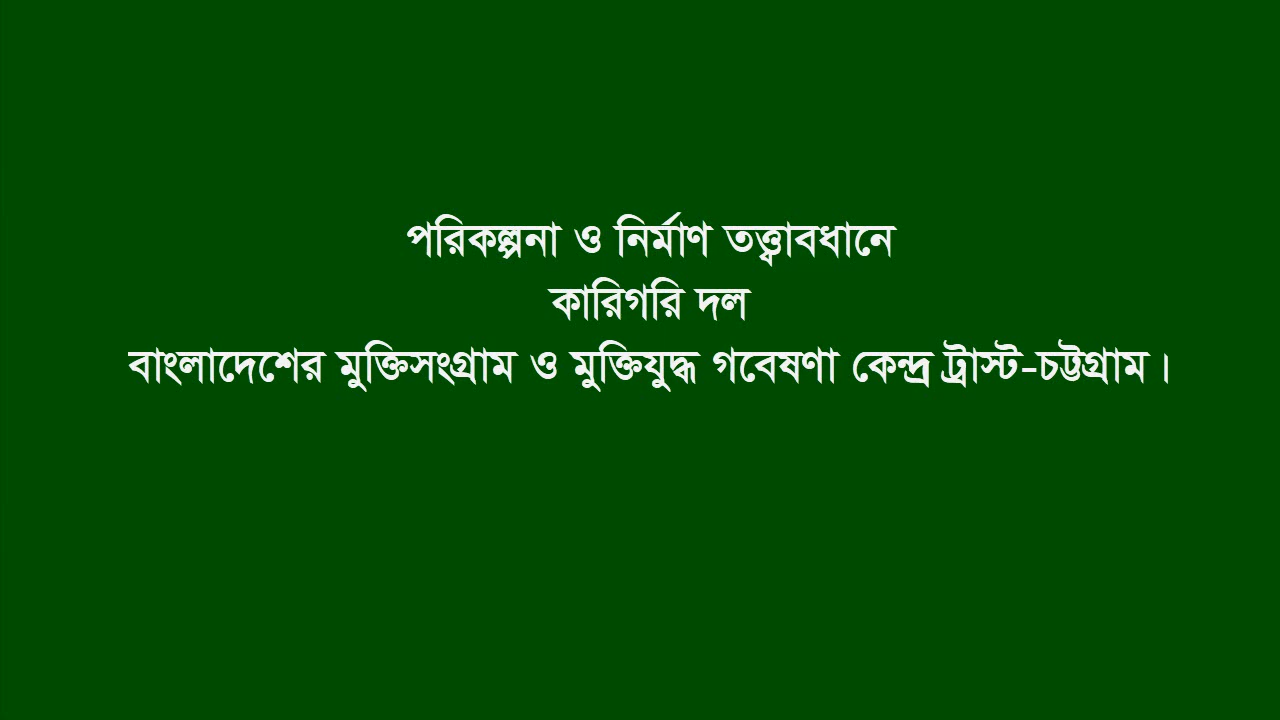 পরিকল্পনা ও নির্মাণ তত্ত্বাবধানে
কারিগরি দল
বাংলাদেশের মুক্তিসংগ্রাম ও মুক্তিযুদ্ধ গবেষণা কেন্দ্র ট্রাস্ট-চট্টগ্রাম।